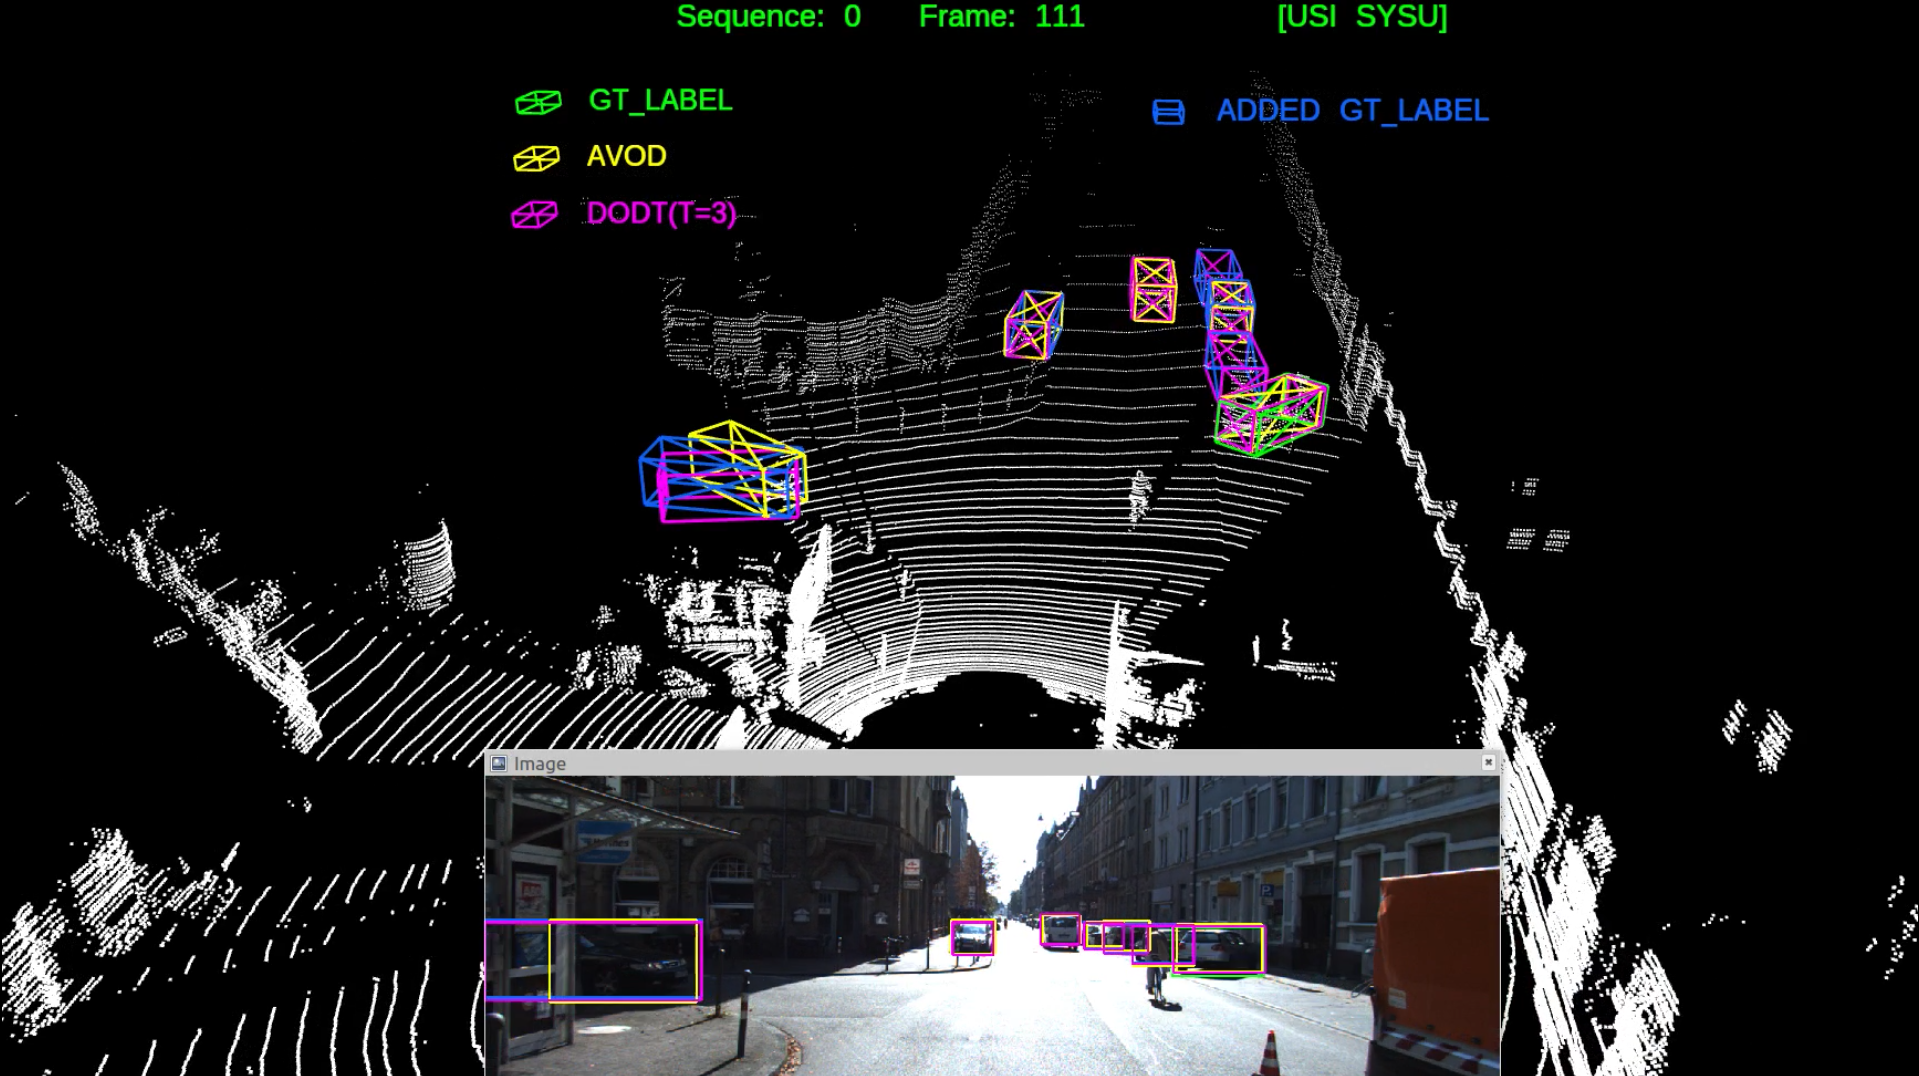 Sequence: 0 Frame: 111 [USI SYSU]
GT_LABEL
ADDED GT_LABEL
AVOD
DODT(T=3)
Image
P